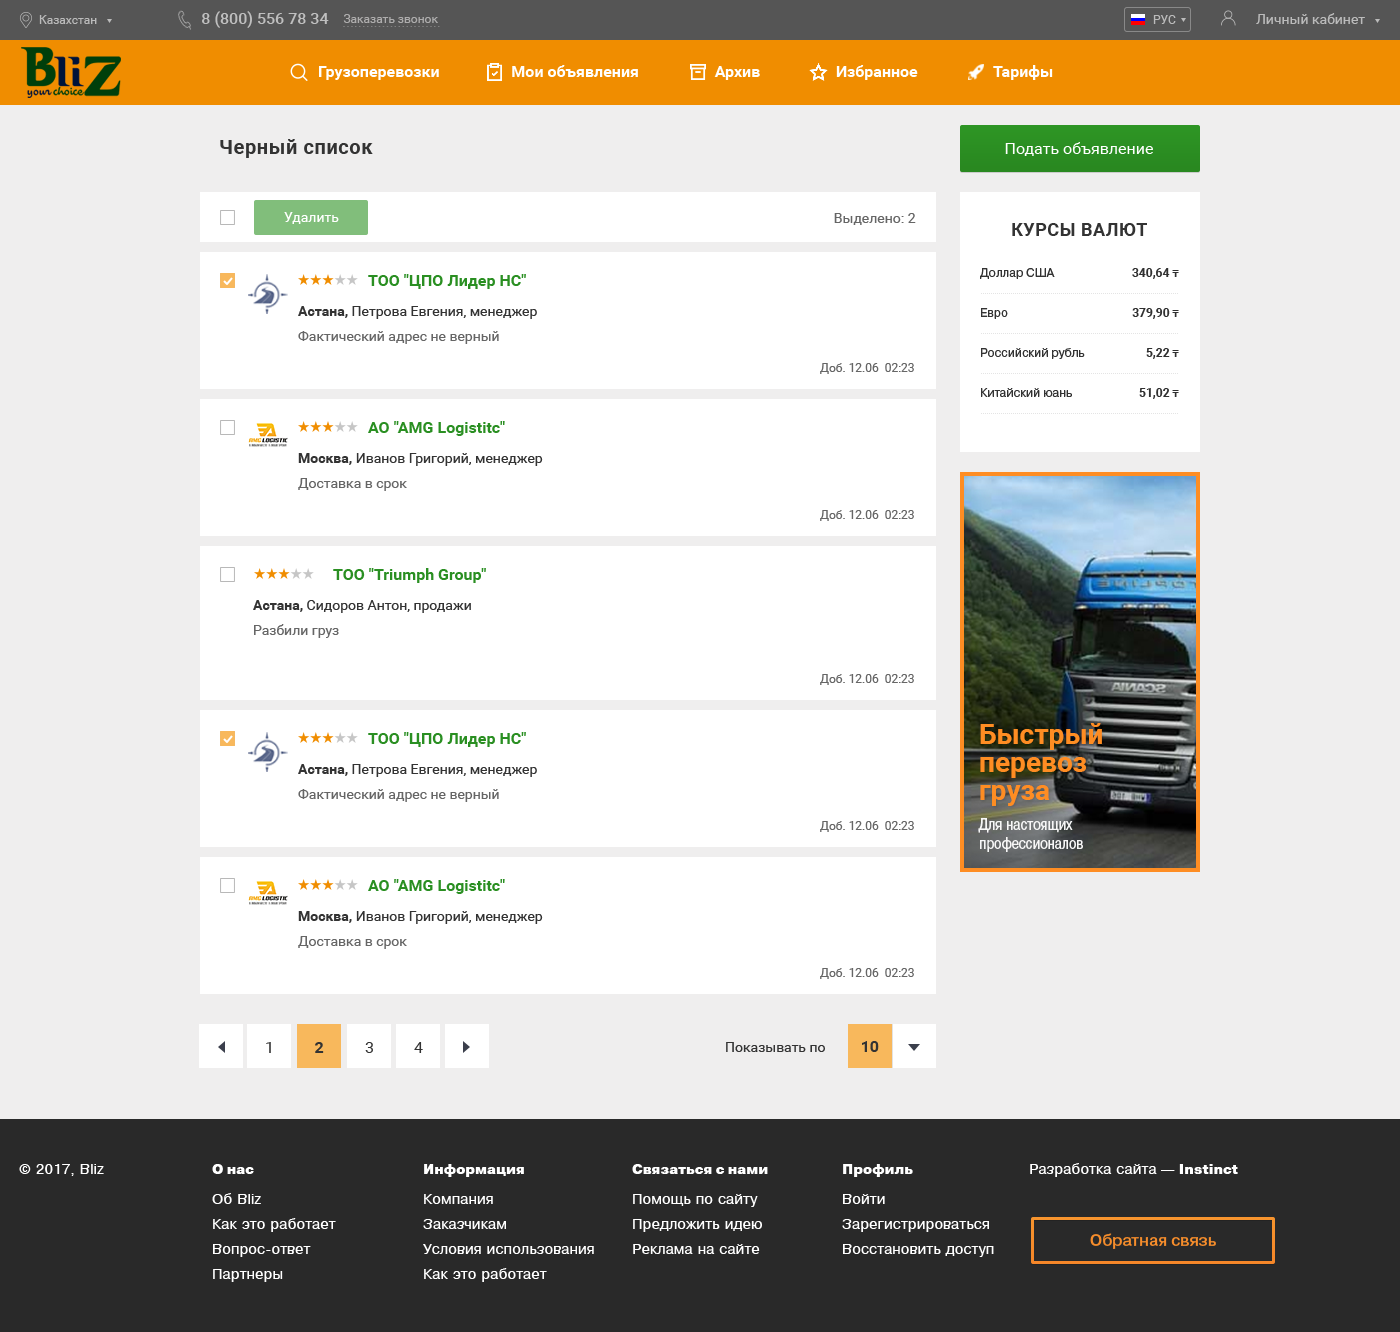 Казахстан
8 (800) 556 78 34
Заказать звонок
РУС
Личный кабинет
BliZ
your choice
Грузоперевозки
Мои объявления
Архив
Избранное
Тарифы
Черный список
Подать объявление
Удалить
Выделено: 2
ТОО "ЦПО Лидер НС"
Астана, Петрова Евгения, менеджер
Фактический адрес не верный
Доб. 12.06 02:23
AMG LOGISTIC
АО "AMG Logistitc"
Москва, Иванов Григорий, менеджер
Доставка в срок
Доб. 12.06 02:23
ТОО "Triumph Group"
Астана, Сидоров Антон, продажи
Разбили груз
Доб. 12.06 02:23
ТОО "ЦПО Лидер НС"
Астана, Петрова Евгения, менеджер
Фактический адрес не верный
Доб. 12.06 02:23
AMG LOGISTIC
АО "AMG Logistitc"
Москва, Иванов Григорий, менеджер
Доставка в срок
Доб. 12.06 02:23
КУРСЫ ВАЛЮТ
Доллар США 340,64 ₸
Евро 379,90 ₸
Российский рубль 5,22 ₸
Китайский юань 51,02 ₸
SCANIA
Быстрый
перевоз
груза
Для настоящих
профессионалов
1 2 3 4
Показывать по 10
© 2017, Bliz
О нас
Об Bliz
Как это работает
Вопрос-ответ
Партнеры
Информация
Компания
Заказчикам
Условия использования
Как это работает
Связаться с нами
Помощь по сайту
Предложить идею
Реклама на сайте
Профиль
Войти
Зарегистрироваться
Восстановить доступ
Разработка сайта — Instinct
Обратная связь